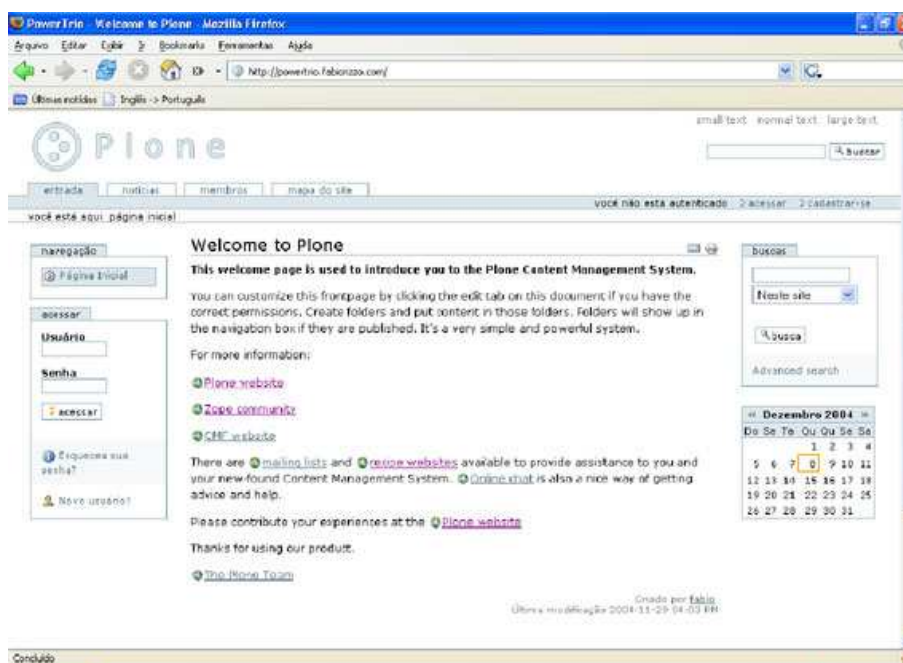 PowerTrio - Welcome to Plone - Mozilla Firefox
Arquivo Editar Exibir Ir Bookmarks Ferramentas Ajuda
http://powertrio.fabiorizzo.com/
Últimas notícias Inglês -> Português
small text normal text large text
Plone
buscar
entrada notícias membros mapa do site
você não está autenticado acessar cadastrar-se
você está aqui: página inicial
navegação
Página Inicial
acessar
Usuário
Senha
acessar
Esqueceu sua
senha?
Novo usuário?
Welcome to Plone
This welcome page is used to introduce you to the Plone Content Management System.
You can customize this frontpage by clicking the edit tab on this document if you have the
correct permissions. Create folders and put content in those folders. Folders will show up in
the navigation box if they are published. It's a very simple and powerful system.
For more information:
Plone website
Zope community
CMF website
There are mailing lists and recipe websites available to provide assistance to you and
your new-found Content Management System. Online chat is also a nice way of getting
advice and help.
Please contribute your experiences at the Plone website
Thanks for using our product.
The Plone Team
Criado por fabio
Última modificação 2004-11-29 04:03 PM
buscas
Neste site
busca
Advanced search
« Dezembro 2004 »
Do Se Te Qu Qu Se Sa
1 2 3 4
5 6 7 8 9 10 11
12 13 14 15 16 17 18
19 20 21 22 23 24 25
26 27 28 29 30 31
Concluído